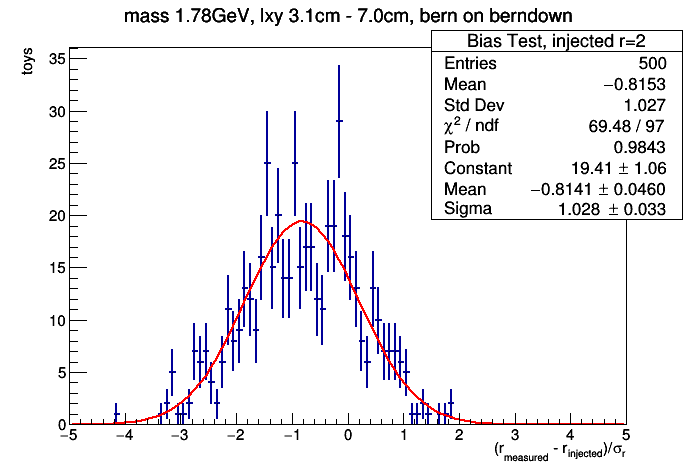 mass 1.78GeV, lxy 3.1cm - 7.0cm, bern on berndown
Bias Test, injected r=2
Entries 500
Mean −0.8153
Std Dev 1.027
χ² / ndf 69.48 / 97
Prob 0.9843
Constant 19.41 ± 1.06
Mean −0.8141 ± 0.0460
Sigma 1.028 ± 0.033
toys
35
30
25
20
15
10
5
0
−5 −4 −3 −2 −1 0 1 2 3 4 5
(r_measured - r_injected)/σ_r